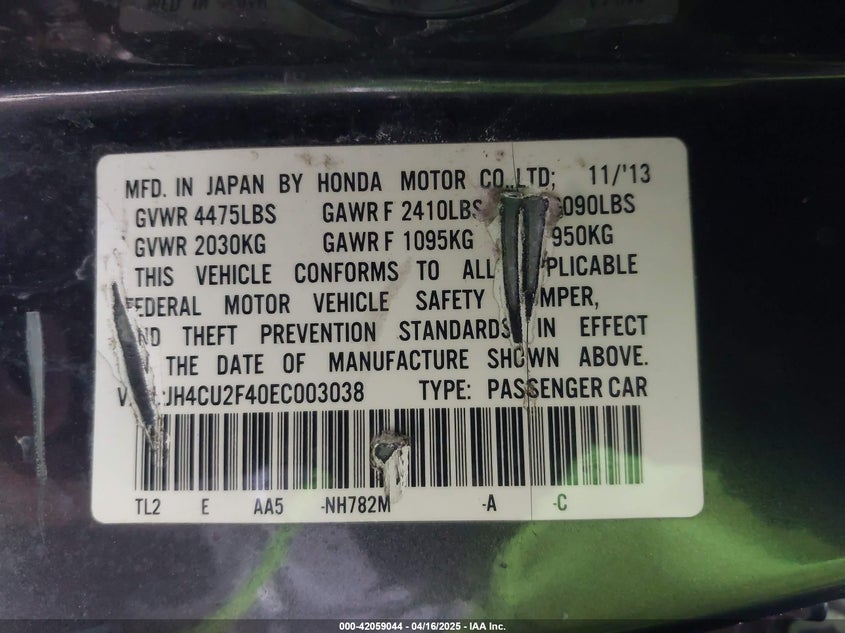 MFD. IN JAPAN BY HONDA MOTOR CO.,LTD; 11/'13
GVWR 4475LBS GAWR F 2410LBS 090LBS
GVWR 2030KG GAWR F 1095KG 950KG
THIS VEHICLE CONFORMS TO ALL PLICABLE
FEDERAL MOTOR VEHICLE SAFETY MPER,
ND THEFT PREVENTION STANDARDS IN EFFECT
THE DATE OF MANUFACTURE SHOWN ABOVE.
V :JH4CU2F40EC003038 TYPE: PASSENGER CAR
TL2 E AA5 -NH782M -A -C
000-42059044 - 04/16/2025 - IAA Inc.